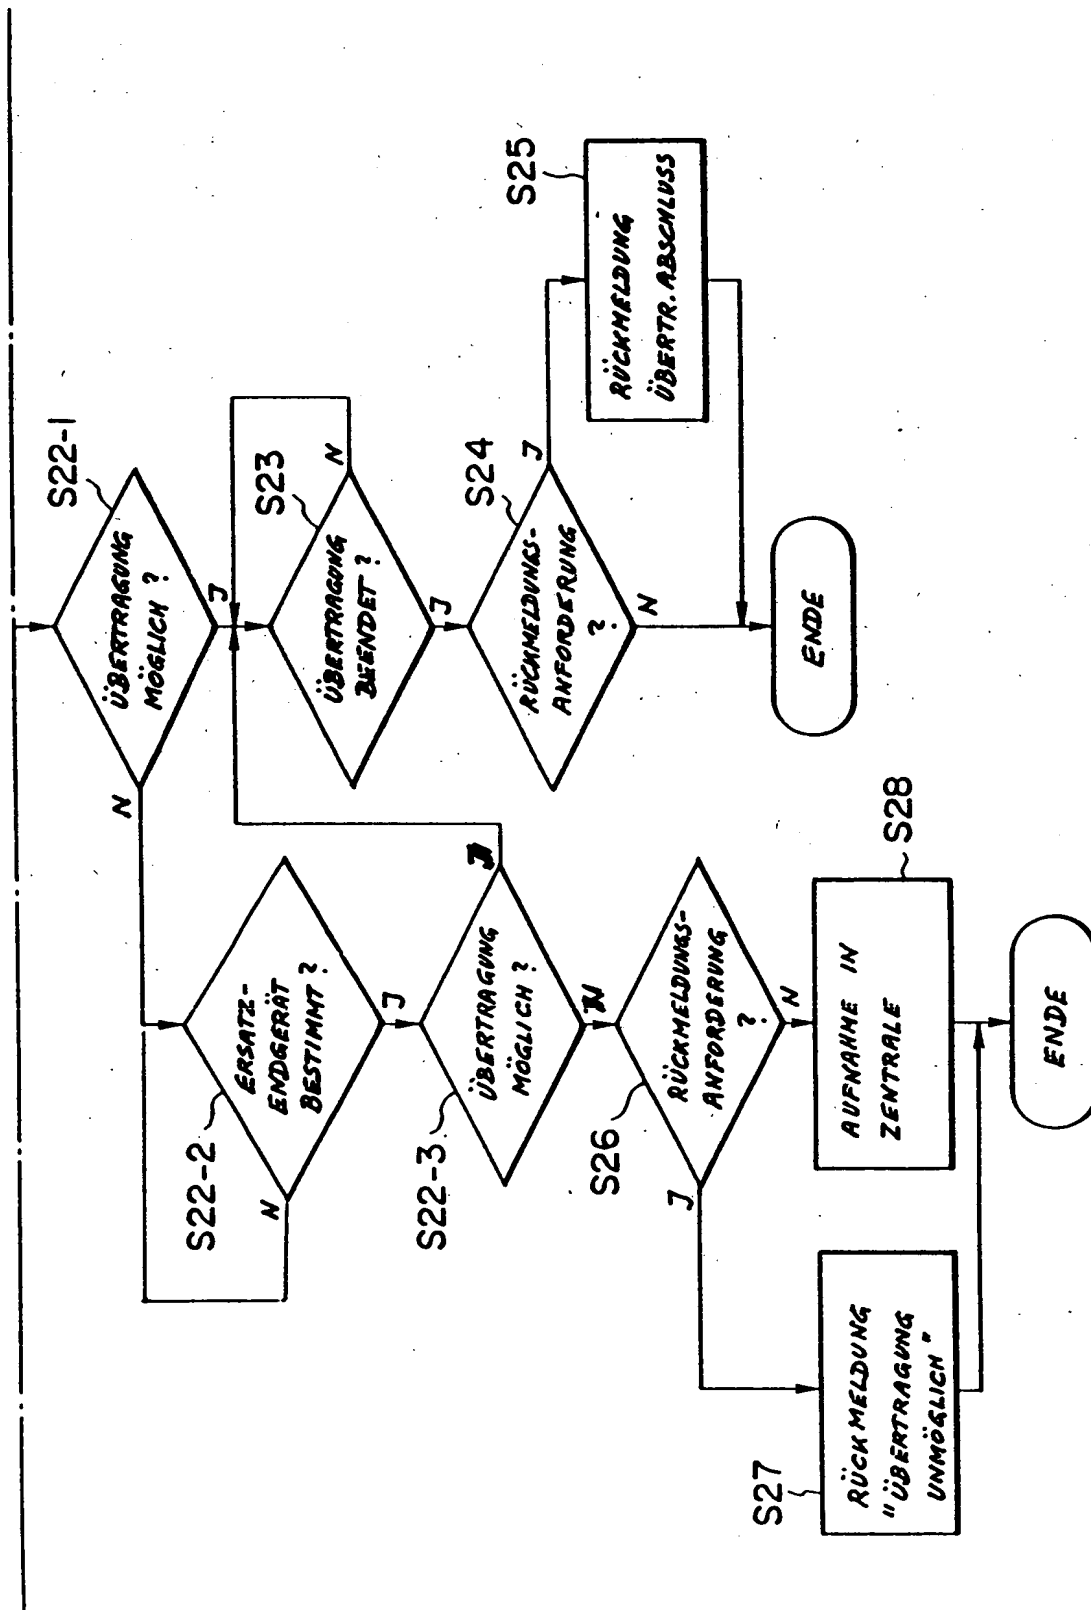 S22-1
ÜBERTRAGUNG
MÖGLICH ?
N
J
S22-2
ERSATZ-
ENDGERÄT
BESTIMMT ?
N
J
S23
ÜBERTRAGUNG
BEENDET ?
N
J
S22-3
ÜBERTRAGUNG
MÖGLICH ?
J
N
S24
RÜCKMELDUNGS-
ANFORDERUNG
?
J
N
S25
RÜCKMELDUNG
ÜBERTR. ABSCHLUSS
ENDE
S26
RÜCKMELDUNGS-
ANFORDERUNG
?
J
N
S27
RÜCKMELDUNG
"ÜBERTRAGUNG
UNMÖGLICH"
S28
AUFNAHME IN
ZENTRALE
ENDE